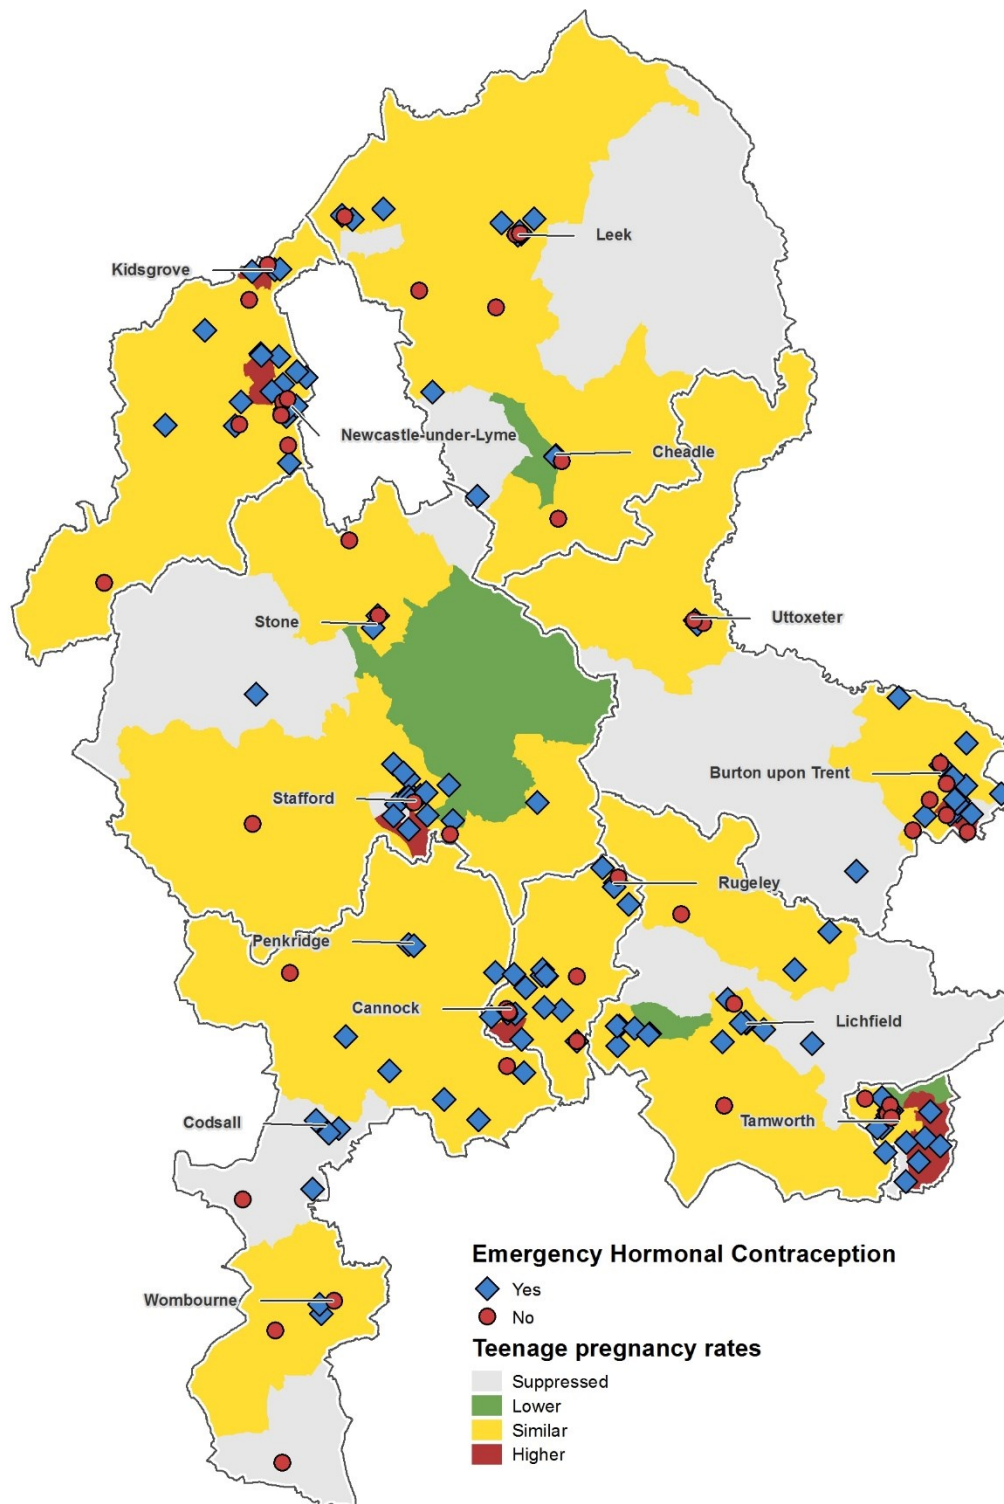 Leek
Kidsgrove
Newcastle-under-Lyme
Cheadle
Uttoxeter
Stone
Burton upon Trent
Stafford
Rugeley
Penkridge
Cannock
Lichfield
Codsall
Tamworth
Wombourne
Emergency Hormonal Contraception
Yes
No
Teenage pregnancy rates
Suppressed
Lower
Similar
Higher